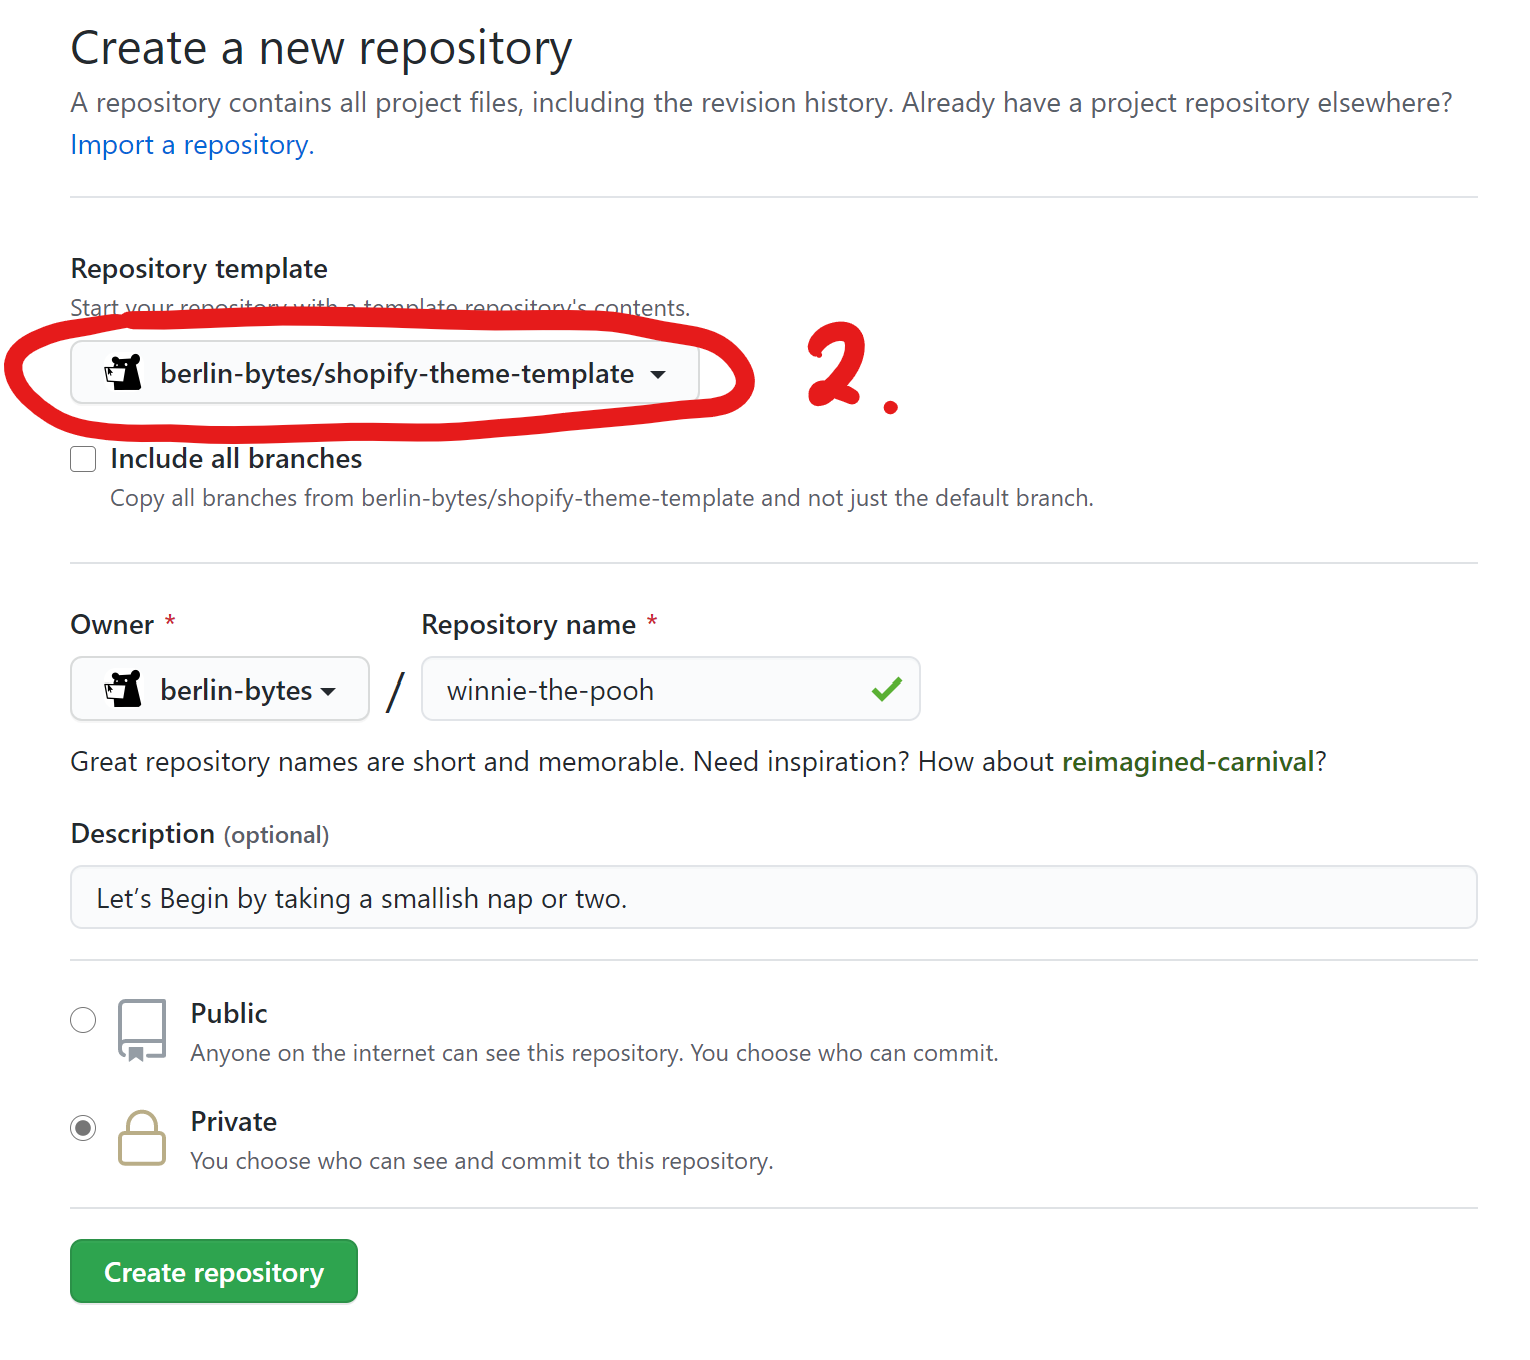 Create a new repository
A repository contains all project files, including the revision history. Already have a project repository elsewhere?
Import a repository.
Repository template
Start your repository with a template repository's contents.
berlin-bytes/shopify-theme-template
2.
Include all branches
Copy all branches from berlin-bytes/shopify-theme-template and not just the default branch.
Owner * Repository name *
berlin-bytes / winnie-the-pooh
Great repository names are short and memorable. Need inspiration? How about reimagined-carnival?
Description (optional)
Let’s Begin by taking a smallish nap or two.
Public
Anyone on the internet can see this repository. You choose who can commit.
Private
You choose who can see and commit to this repository.
Create repository